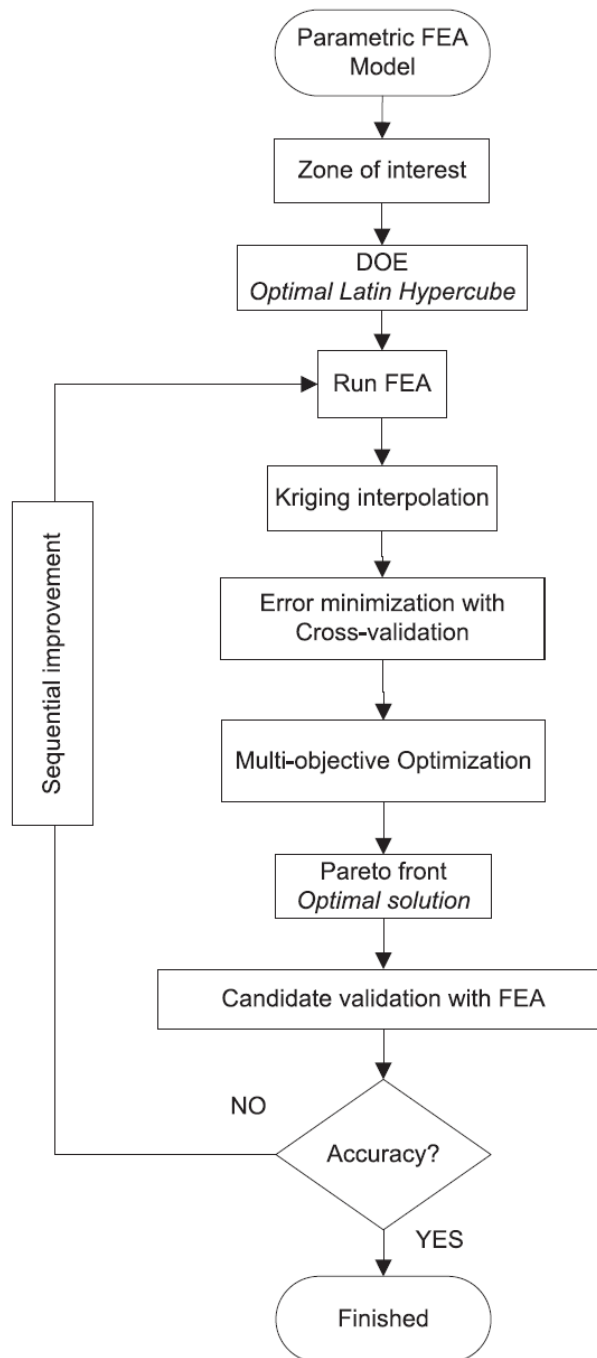 Parametric FEA
Model
Zone of interest
DOE
Optimal Latin Hypercube
Run FEA
Kriging interpolation
Error minimization with
Cross-validation
Multi-objective Optimization
Pareto front
Optimal solution
Candidate validation with FEA
Accuracy?
NO
Sequential improvement
YES
Finished